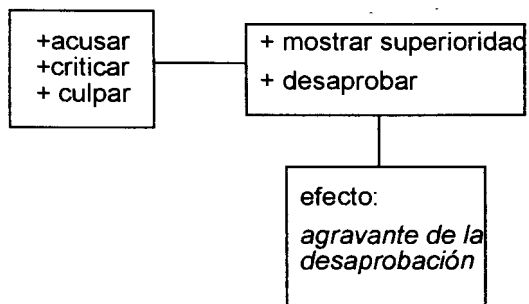 +acusar
+criticar
+ culpar
+ mostrar superioridad
+ desaprobar
efecto:
agravante de la
desaprobación